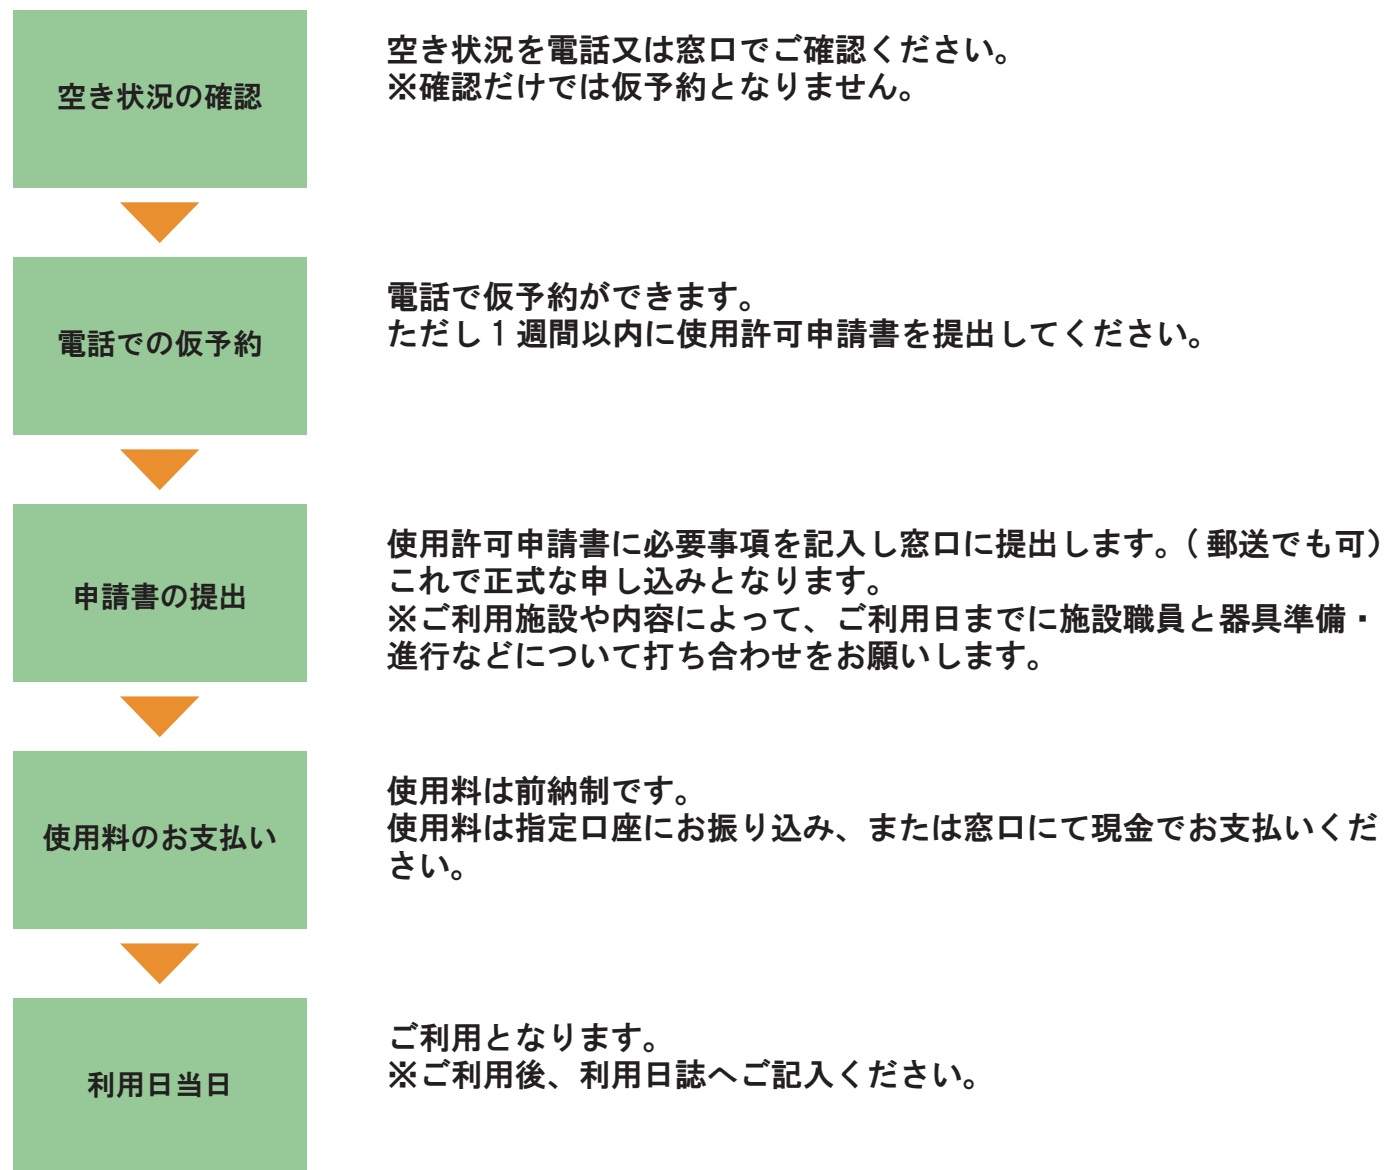 空き状況の確認
空き状況を電話又は窓口でご確認ください。
※確認だけでは仮予約となりません。
電話での仮予約
電話で仮予約ができます。
ただし１週間以内に使用許可申請書を提出してください。
申請書の提出
使用許可申請書に必要事項を記入し窓口に提出します。( 郵送でも可)
これで正式な申し込みとなります。
※ご利用施設や内容によって、ご利用日までに施設職員と器具準備・
進行などについて打ち合わせをお願いします。
使用料のお支払い
使用料は前納制です。
使用料は指定口座にお振り込み、または窓口にて現金でお支払いくだ
さい。
利用日当日
ご利用となります。
※ご利用後、利用日誌へご記入ください。